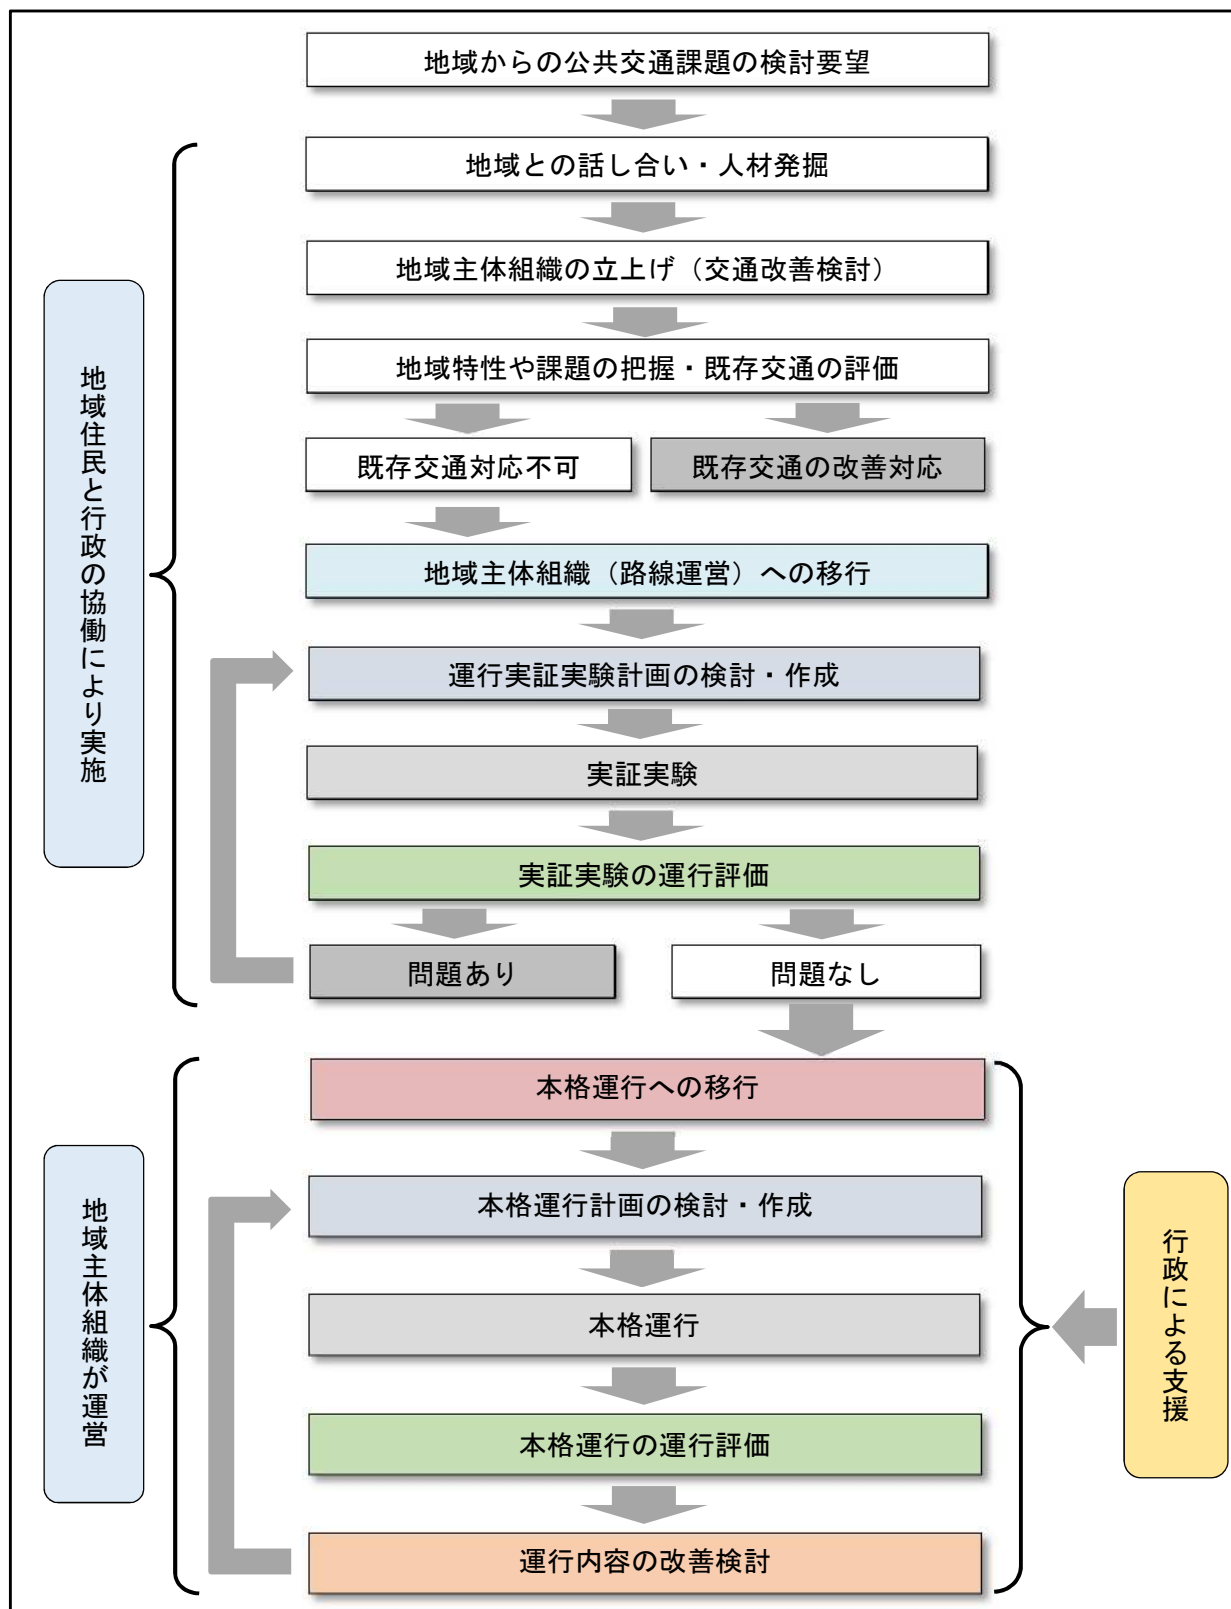 地域からの公共交通課題の検討要望
地域との話し合い・人材発掘
地域主体組織の立上げ（交通改善検討）
地域特性や課題の把握・既存交通の評価
既存交通対応不可
既存交通の改善対応
地域主体組織（路線運営）への移行
運行実証実験計画の検討・作成
実証実験
実証実験の運行評価
問題あり
問題なし
地域住民と行政の協働により実施
本格運行への移行
本格運行計画の検討・作成
本格運行
本格運行の運行評価
運行内容の改善検討
地域主体組織が運営
行政による支援